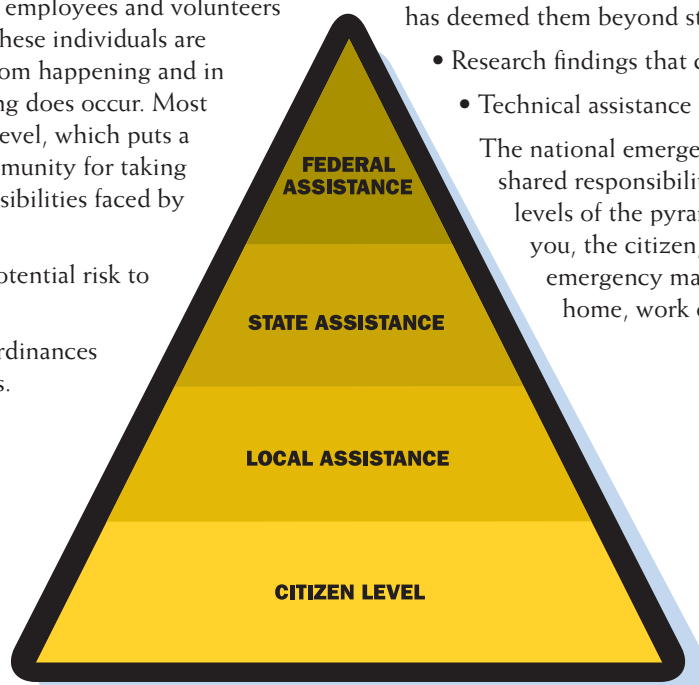 employees and volunteers
hese individuals are
om happening and in
ng does occur. Most
evel, which puts a
munity for taking
sibilities faced by
otential risk to
rdinances
s.
has deemed them beyond st
• Research findings that c
• Technical assistance
The national emerge
shared responsibilit
levels of the pyra
you, the citizen,
emergency ma
home, work o
FEDERAL
ASSISTANCE
STATE ASSISTANCE
LOCAL ASSISTANCE
CITIZEN LEVEL